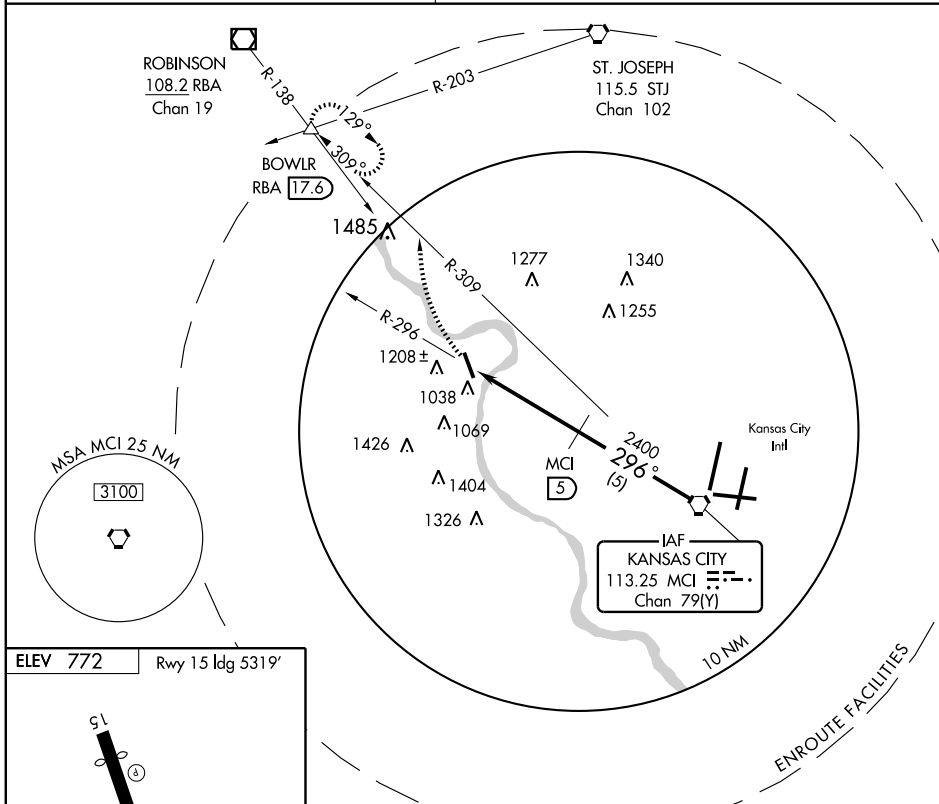 ROBINSON
108.2 RBA
Chan 19
R-138
R-203
ST. JOSEPH
115.5 STJ
Chan 102
129°
309°
BOWLR
RBA 17.6
1485
R-309
1277
1340
1255
R-296
1208 ±
1038
1069
1426
1404
1326
MCI
5
2400
296°
(5)
Kansas City
Intl
MSA MCI 25 NM
3100
IAF
KANSAS CITY
113.25 MCI
Chan 79(Y)
10 NM
ENROUTE FACILITIES
ELEV 772
Rwy 15 ldg 5319'
15
P